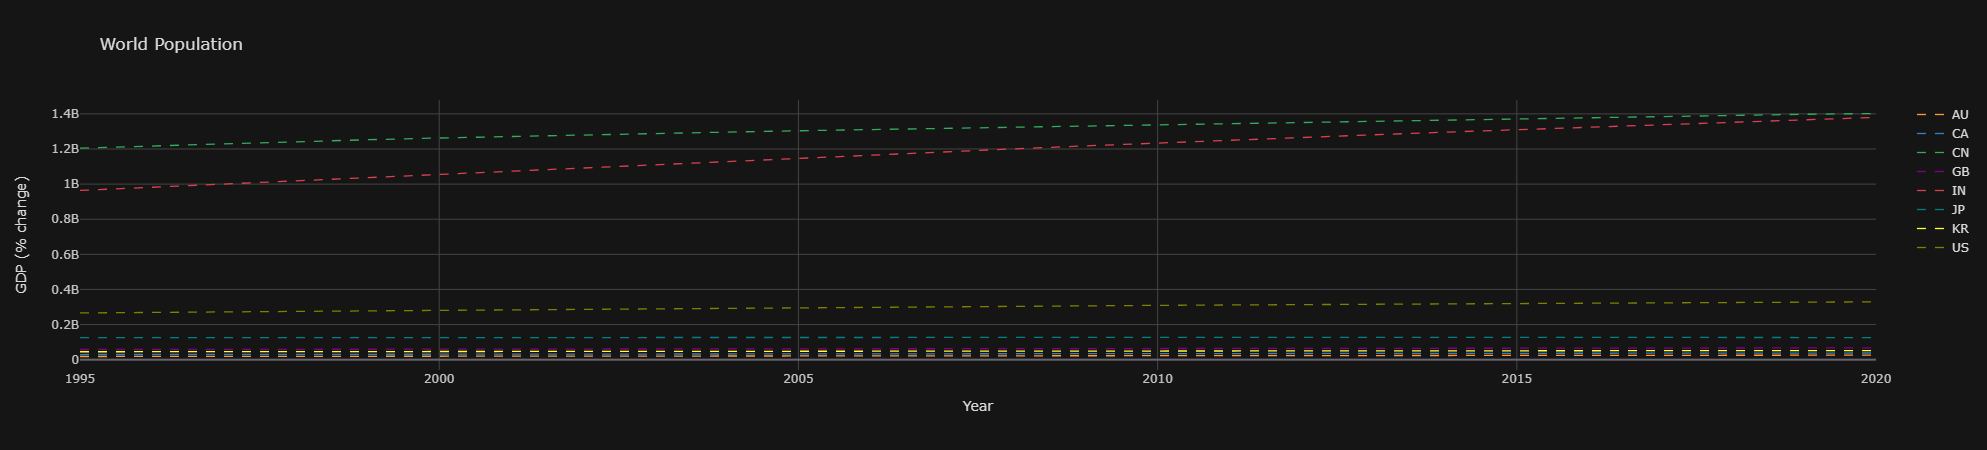 World Population
GDP (% change)
1.4B
1.2B
1B
0.8B
0.6B
0.4B
0.2B
0
1995 2000 2005 2010 2015 2020
Year
AU
CA
CN
GB
IN
JP
KR
US